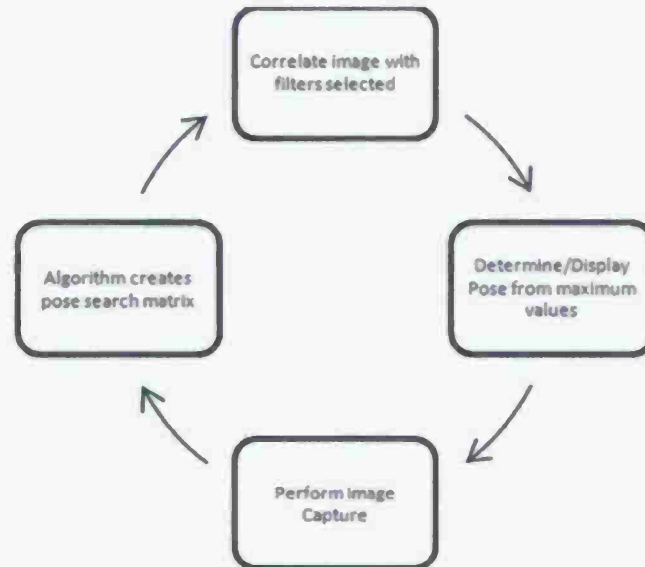 Correlate image with
filters selected
Determine/Display
Pose from maximum
values
Perform Image
Capture
Algorithm creates
pose search matrix